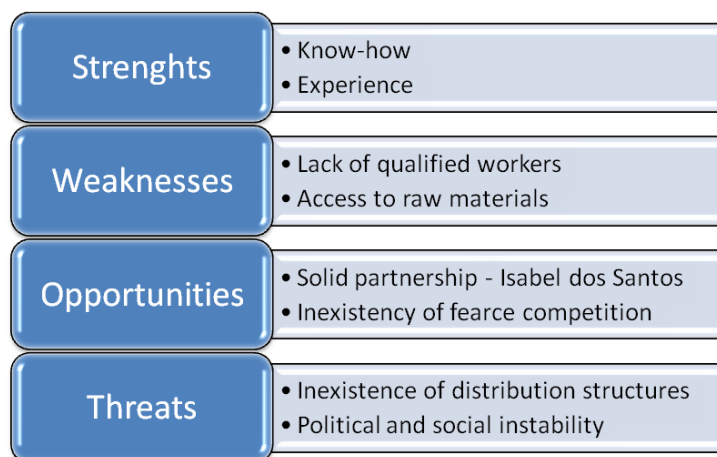 Strenghts
• Know-how
• Experience
Weaknesses
• Lack of qualified workers
• Access to raw materials
Opportunities
• Solid partnership - Isabel dos Santos
• Inexistency of fearce competition
Threats
• Inexistence of distribution structures
• Political and social instability